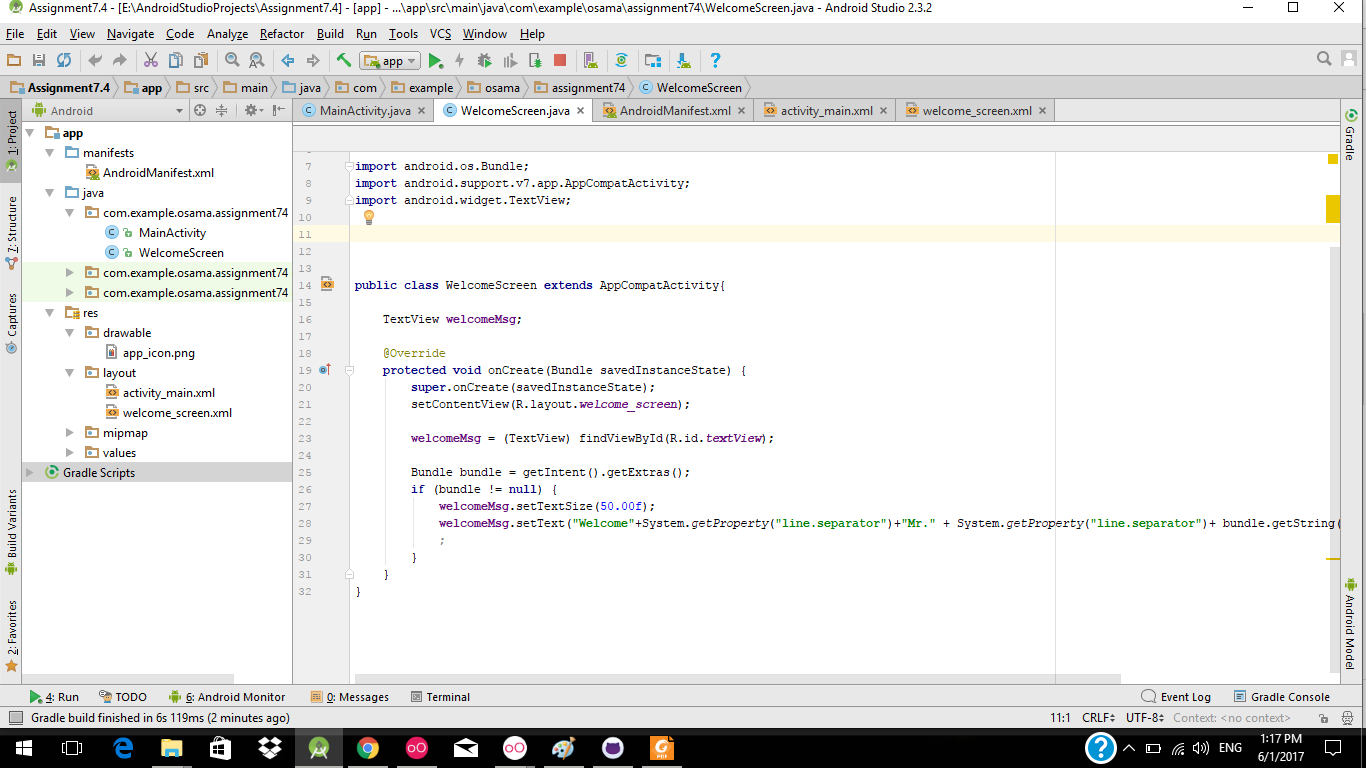 Assignment7.4 - [E:\AndroidStudioProjects\Assignment7.4] - [app] - ...\app\src\main\java\com\example\osama\assignment74\WelcomeScreen.java - Android Studio 2.3.2
File Edit View Navigate Code Analyze Refactor Build Run Tools VCS Window Help
app
Assignment7.4 app src main java com example osama assignment74 WelcomeScreen
Android
MainActivity.java WelcomeScreen.java AndroidManifest.xml activity_main.xml welcome_screen.xml
1: Project
7: Structure
Captures
Build Variants
2: Favorites
app
manifests
AndroidManifest.xml
java
com.example.osama.assignment74
MainActivity
WelcomeScreen
com.example.osama.assignment74
com.example.osama.assignment74
res
drawable
app_icon.png
layout
activity_main.xml
welcome_screen.xml
mipmap
values
Gradle Scripts
7 import android.os.Bundle;
8 import android.support.v7.app.AppCompatActivity;
9 import android.widget.TextView;
10
11
12
13
14 public class WelcomeScreen extends AppCompatActivity{
15
16 TextView welcomeMsg;
17
18 @Override
19 protected void onCreate(Bundle savedInstanceState) {
20 super.onCreate(savedInstanceState);
21 setContentView(R.layout.welcome_screen);
22
23 welcomeMsg = (TextView) findViewById(R.id.textView);
24
25 Bundle bundle = getIntent().getExtras();
26 if (bundle != null) {
27 welcomeMsg.setTextSize(50.00f);
28 welcomeMsg.setText("Welcome"+System.getProperty("line.separator")+"Mr." + System.getProperty("line.separator")+ bundle.getString(
29 ;
30 }
31 }
32 }
Gradle
Android Model
4: Run TODO 6: Android Monitor 0: Messages Terminal Event Log Gradle Console
Gradle build finished in 6s 119ms (2 minutes ago) 11:1 CRLF UTF-8 Context: <no context>
ENG
1:17 PM
6/1/2017
PDF